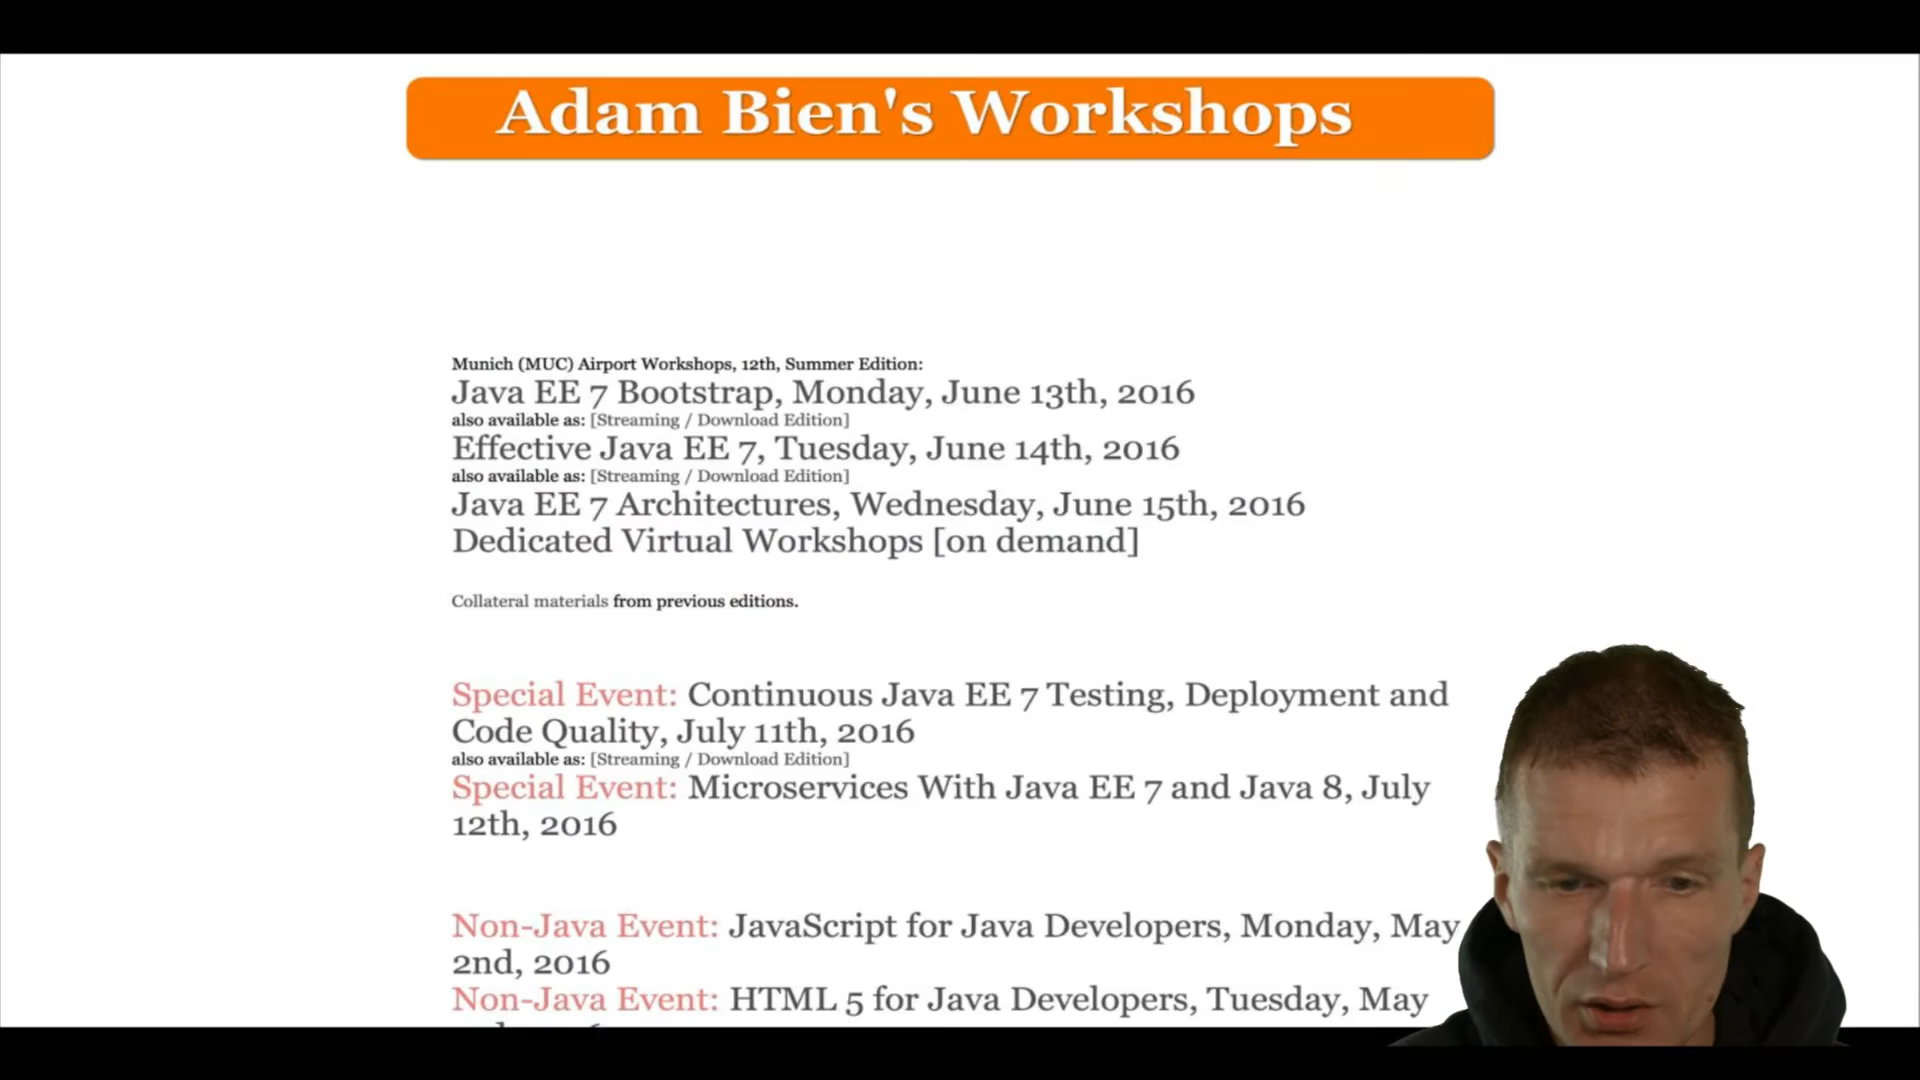 Adam Bien's Workshops
Munich (MUC) Airport Workshops, 12th, Summer Edition:
Java EE 7 Bootstrap, Monday, June 13th, 2016
also available as: [Streaming / Download Edition]
Effective Java EE 7, Tuesday, June 14th, 2016
also available as: [Streaming / Download Edition]
Java EE 7 Architectures, Wednesday, June 15th, 2016
Dedicated Virtual Workshops [on demand]
Collateral materials from previous editions.
Special Event: Continuous Java EE 7 Testing, Deployment and
Code Quality, July 11th, 2016
also available as: [Streaming / Download Edition]
Special Event: Microservices With Java EE 7 and Java 8, July
12th, 2016
Non-Java Event: JavaScript for Java Developers, Monday, May
2nd, 2016
Non-Java Event: HTML 5 for Java Developers, Tuesday, May